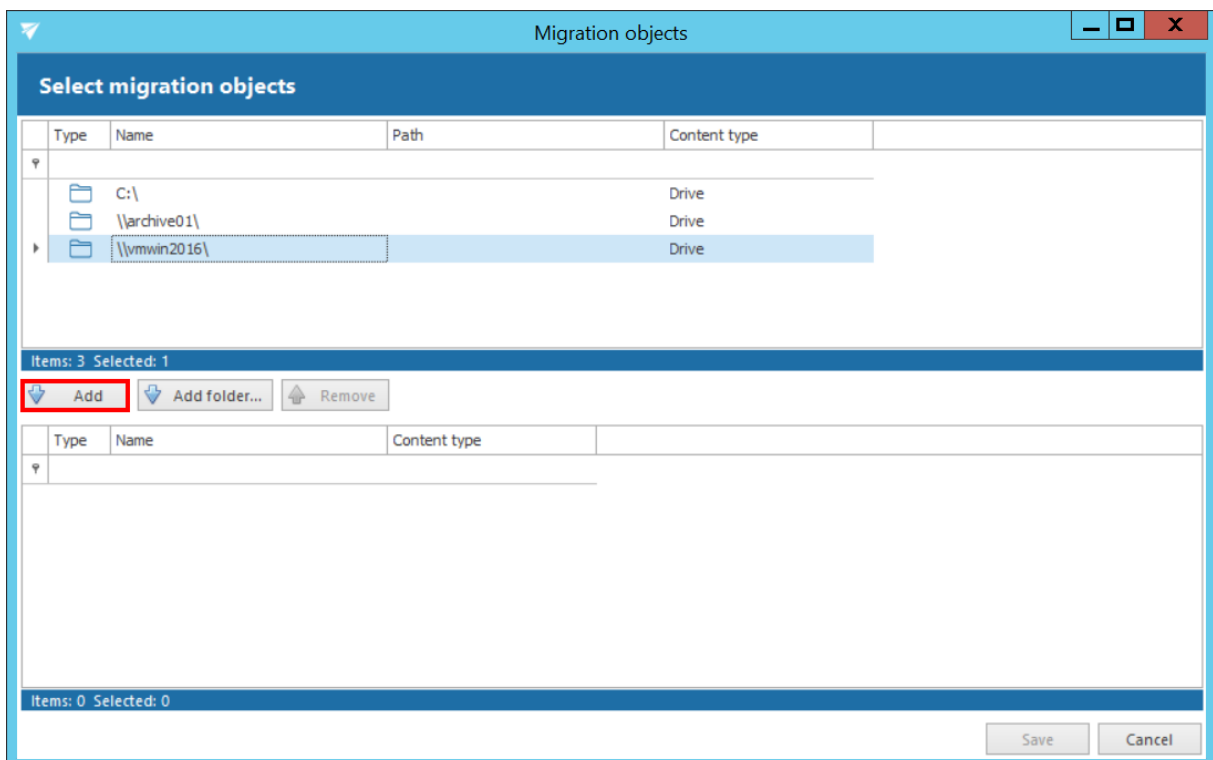 Migration objects
X
Select migration objects
Type Name Path Content type
C:\ Drive
\\archive01\ Drive
\\vmwin2016\ Drive
Items: 3 Selected: 1
Add Add folder... Remove
Type Name Content type
Items: 0 Selected: 0
Save Cancel